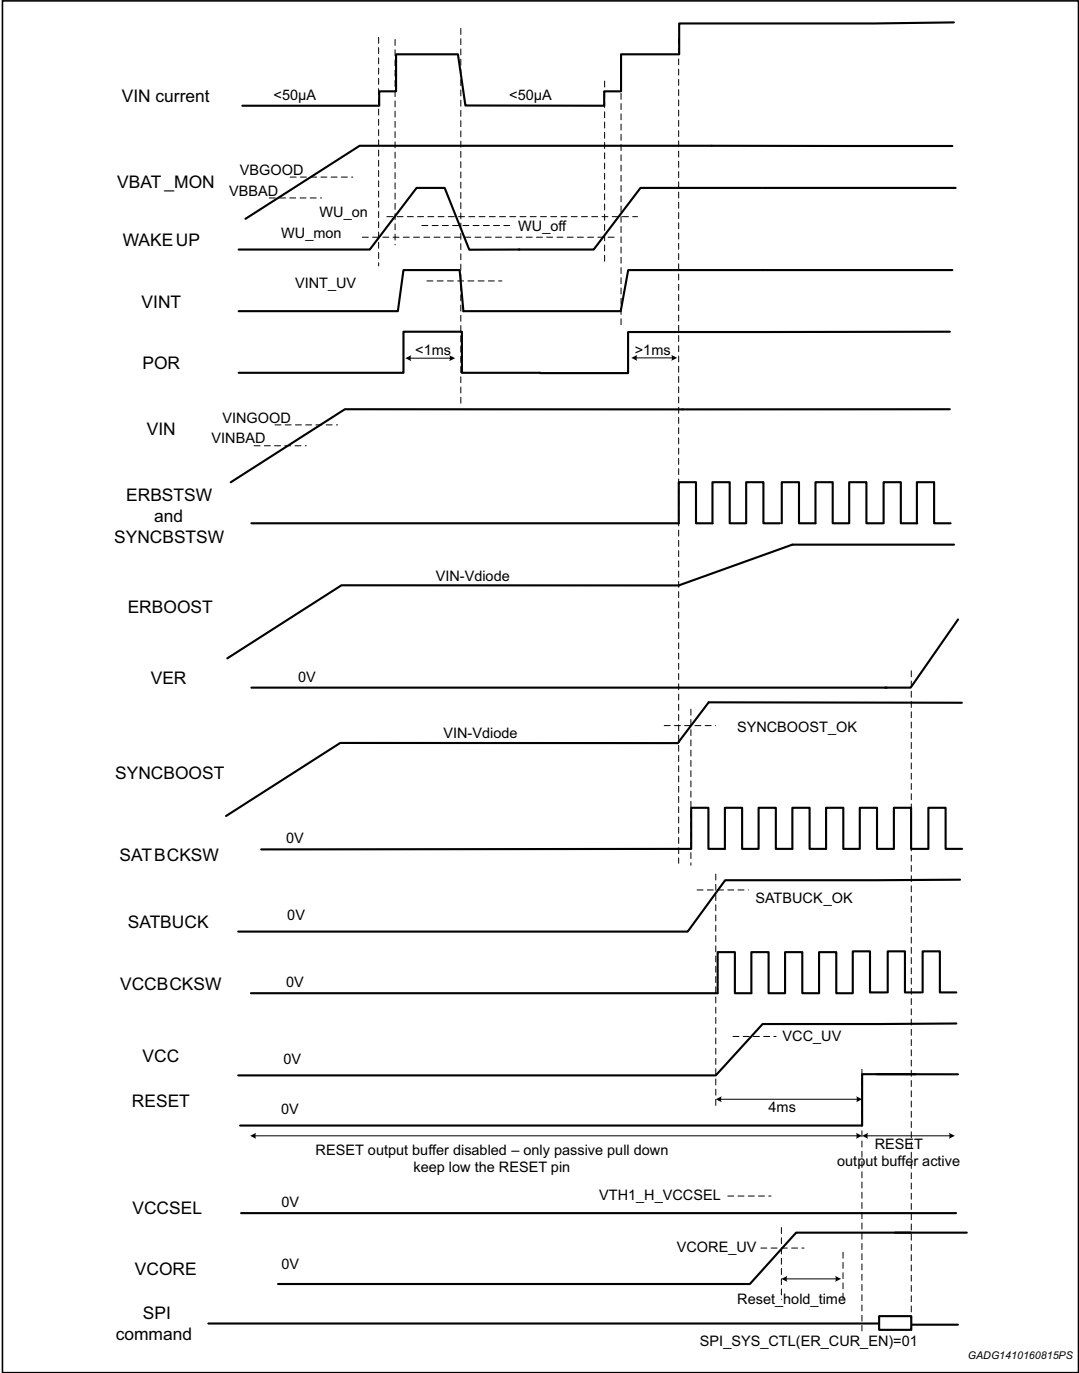 VIN current
<50µA
<50µA
VBGOOD
VBAT_MON
VBBAD
WU_on
WU_off
WU_mon
WAKEUP
VINT_UV
VINT
<1ms
>1ms
POR
VINGOOD
VIN
VINBAD
ERBSTSW
and
SYNCBSTSW
VIN-Vdiode
ERBOOST
VER
0V
SYNCBOOST_OK
VIN-Vdiode
SYNCBOOST
0V
SATBCKSW
SATBUCK_OK
SATBUCK
0V
VCCBCKSW
0V
VCC_UV
VCC
0V
RESET
4ms
0V
RESET output buffer disabled – only passive pull down
keep low the RESET pin
RESET
output buffer active
VTH1_H_VCCSEL
VCCSEL
0V
VCORE_UV
VCORE
0V
Reset_hold_time
SPI
command
SPI_SYS_CTL(ER_CUR_EN)=01
GADG1410160815PS